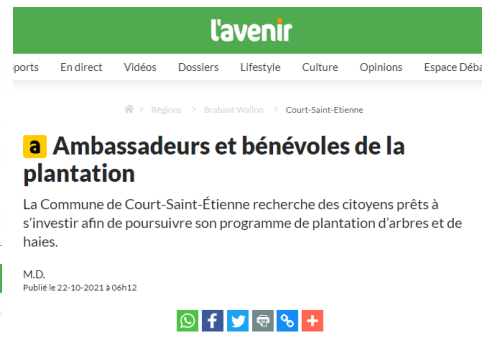 l'avenir
ports En direct Vidéos Dossiers Lifestyle Culture Opinions Espace Déba
> Régions > Brabant Wallon > Court-Saint-Etienne
a Ambassadeurs et bénévoles de la
plantation
La Commune de Court-Saint-Étienne recherche des citoyens prêts à
s'investir afin de poursuivre son programme de plantation d'arbres et de
haies.
M.D.
Publié le 22-10-2021 à 06h12